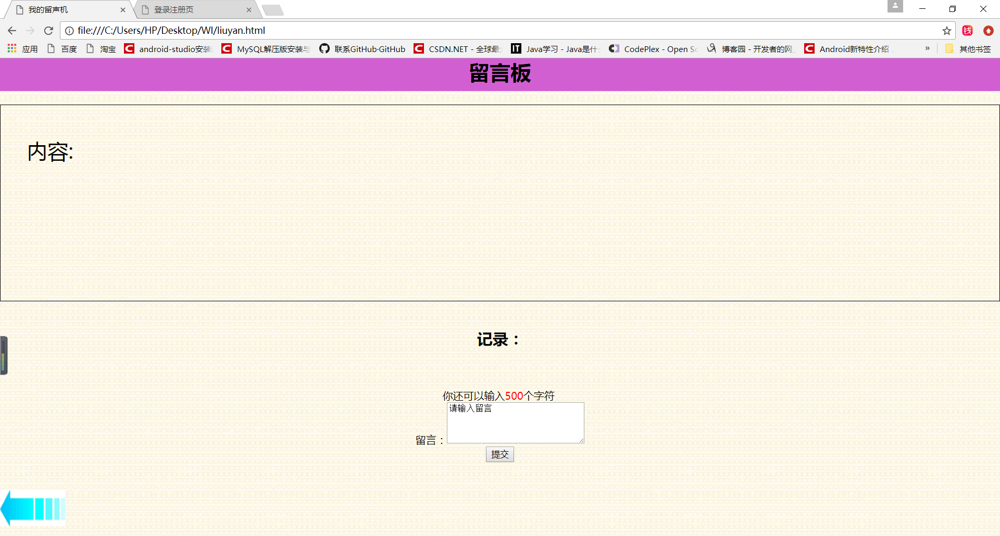 我的留声机
登录注册页
file:///C:/Users/HP/Desktop/Wl/liuyan.html
应用 百度 淘宝 android-studio安装 MySQL解压版安装与 联系GitHub·GitHub CSDN.NET - 全球最 Java学习 - Java是什 CodePlex - Open So 博客园 - 开发者的网 Android新特性介绍 » 其他书签
留言板
内容:
记录：
你还可以输入500个字符
请输入留言
留言：
提交